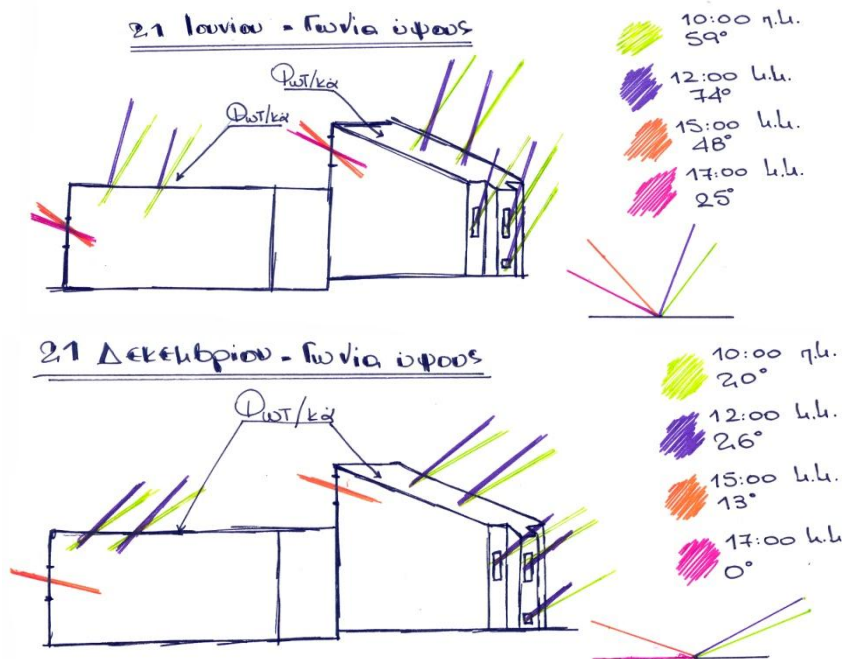 21 Ιουνίου - Γωνία ύψους
Φωτ/κά
Φωτ/κά
10:00 π.μ.
59°
12:00 μ.μ.
74°
15:00 μ.μ.
48°
17:00 μ.μ.
25°
21 Δεκεμβρίου - Γωνία ύψους
Φωτ/κά
10:00 π.μ.
20°
12:00 μ.μ.
26°
15:00 μ.μ.
13°
17:00 μ.μ.
0°